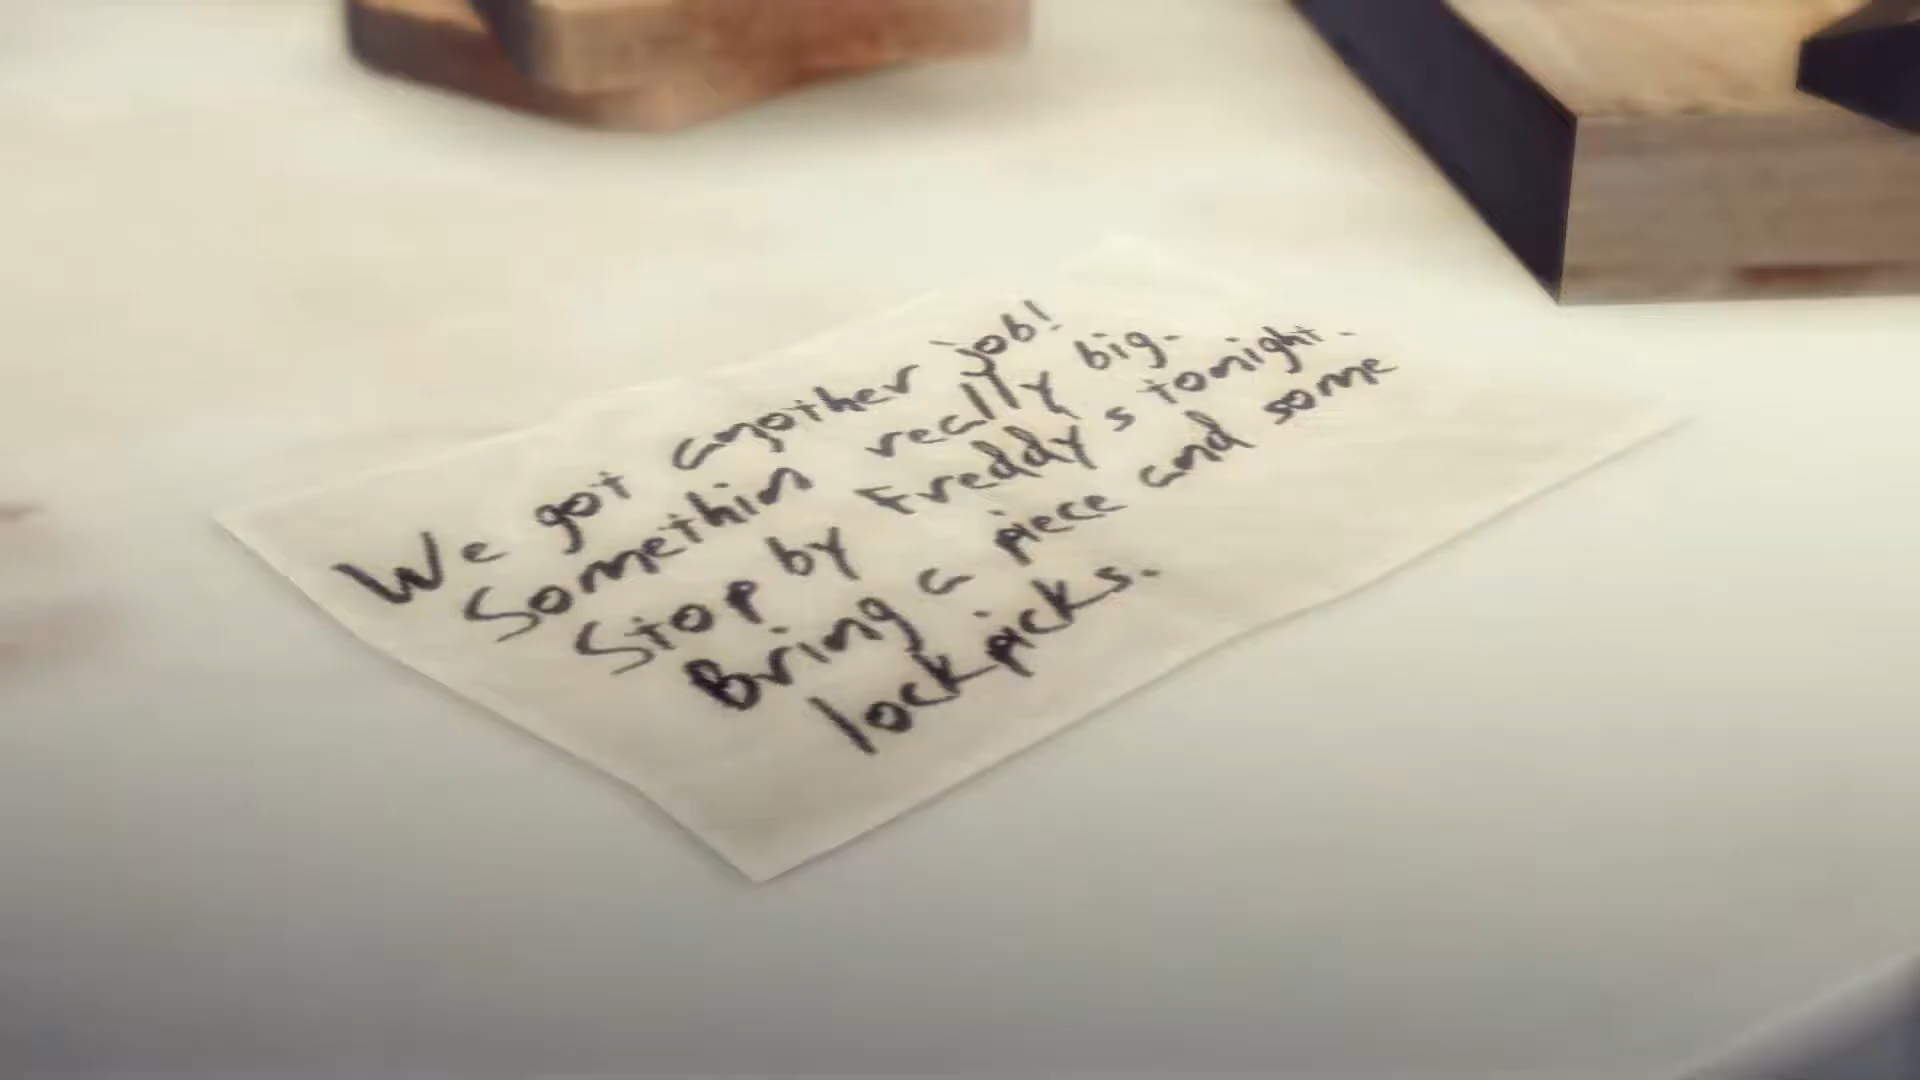 We got another job!
Somethin really big.
Stop by Freddy s tonight.
Bring a piece and some
lockpicks.